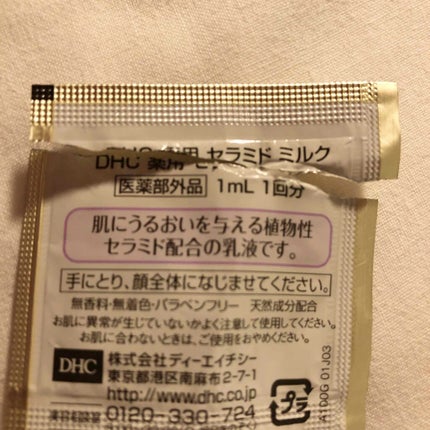 DHC 薬用 セラミド ミルク
医薬部外品 1mL 1回分
肌にうるおいを与える植物性
セラミド配合の乳液です。
手にとり、顔全体になじませてください。
無香料・無着色・パラベンフリー 天然成分配合
お肌に異常が生じていないかよく注意して使用してください。
お肌に合わないときは、ご使用をおやめください。
DHC 株式会社ディーエイチシー
東京都港区南麻布2-7-1
http://www.dhc.co.jp
0120-330-724
プラ
A100G 01J03